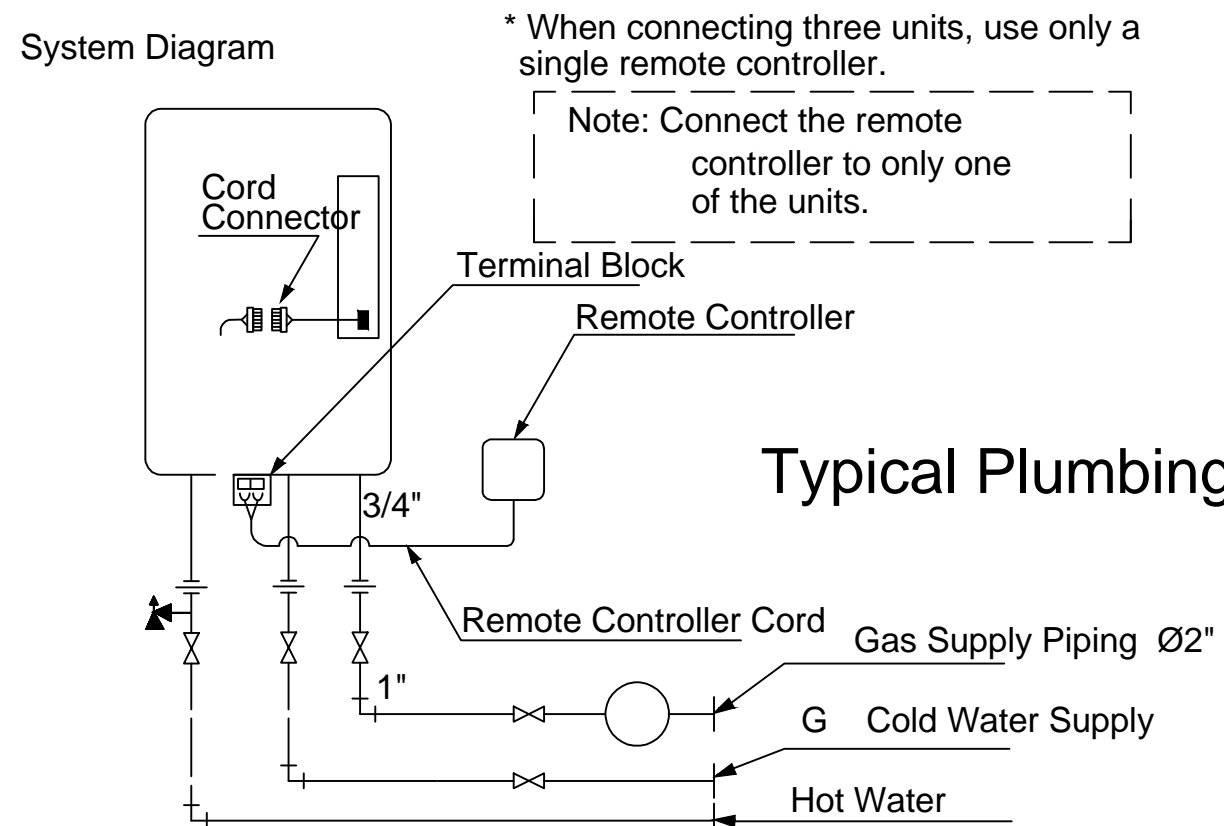 System Diagram
* When connecting three units, use only a
single remote controller.
Note: Connect the remote
controller to only one
of the units.
Cord
Connector
Terminal Block
Remote Controller
Typical Plumbing
3/4"
Remote Controller Cord
Gas Supply Piping Ø2"
1"
G Cold Water Supply
Hot Water